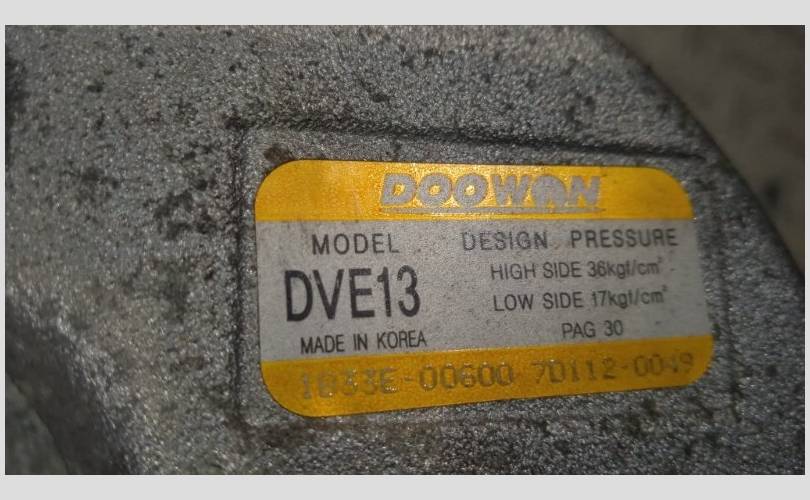 DOOWON
MODEL
DVE13
MADE IN KOREA
DESIGN PRESSURE
HIGH SIDE 36kgf/cm²
LOW SIDE 17kgf/cm²
PAG 30
1B33E-00600 7D112-0049